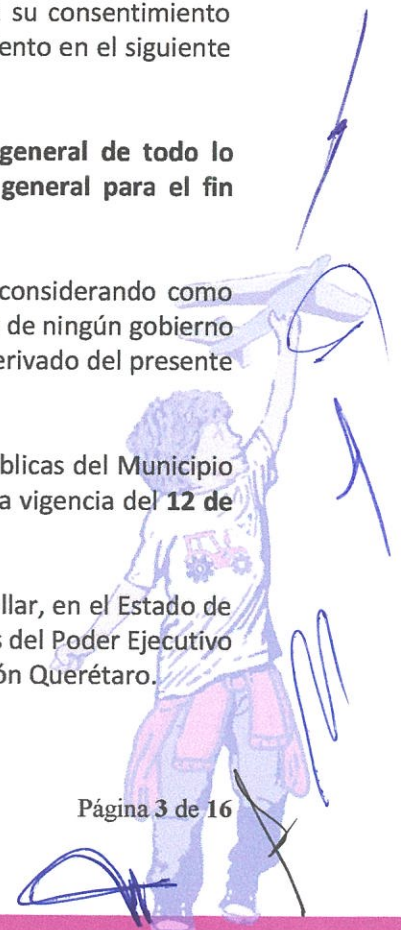 su consentimiento
ento en el siguiente
general de todo lo
general para el fin
considerando como
de ningún gobierno
erivado del presente
blicas del Municipio
a vigencia del 12 de
llar, en el Estado de
s del Poder Ejecutivo
ón Querétaro.
Página 3 de 16